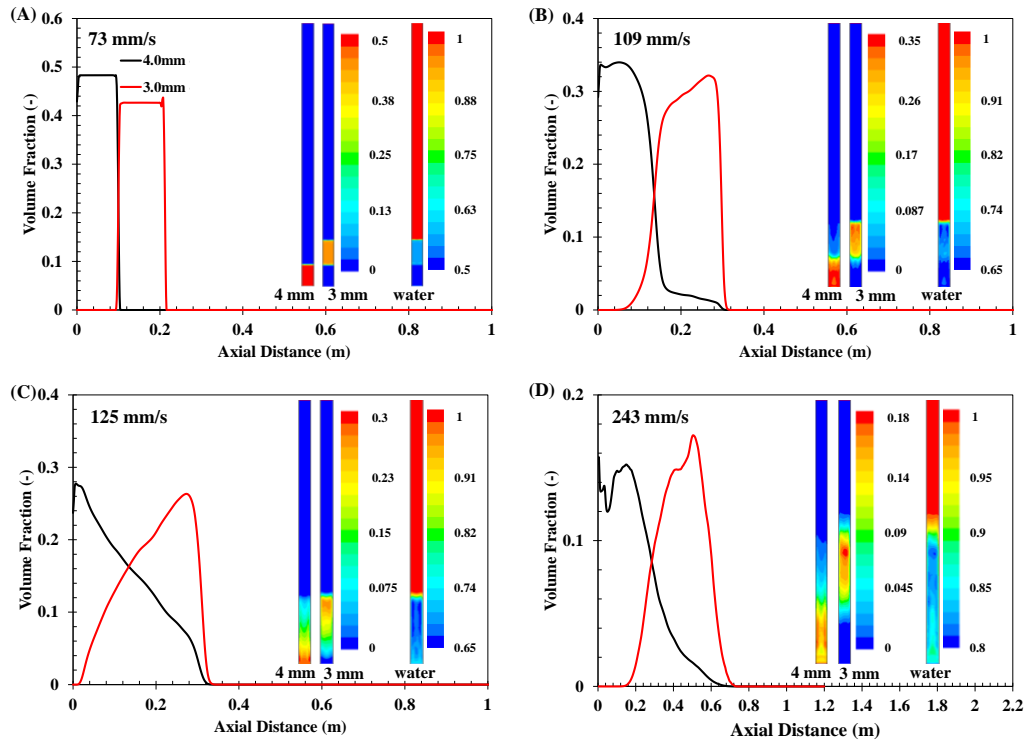 (A)
73 mm/s
4.0mm
3.0mm
Volume Fraction (-)
0.6
0.5
0.4
0.3
0.2
0.1
0
0 0.2 0.4 0.6 0.8 1
Axial Distance (m)
0.5
0.38
0.25
0.13
0
1
0.88
0.75
0.63
0.5
4 mm 3 mm water
(B)
109 mm/s
Volume Fraction (-)
0.4
0.3
0.2
0.1
0
0 0.2 0.4 0.6 0.8 1
Axial Distance (m)
0.35
0.26
0.17
0.087
0
1
0.91
0.82
0.74
0.65
4 mm 3 mm water
(C)
125 mm/s
Volume Fraction (-)
0.4
0.3
0.2
0.1
0
0 0.2 0.4 0.6 0.8 1
Axial Distance (m)
0.3
0.23
0.15
0.075
0
1
0.91
0.82
0.74
0.65
4 mm 3 mm water
(D)
243 mm/s
Volume Fraction (-)
0.2
0.1
0
0 0.3 0.6 0.9 1.2 1.6 1.8 2 2.2
Axial Distance (m)
0.18
0.14
0.09
0.045
0
1
0.95
0.9
0.85
0.8
4 mm 3 mm water